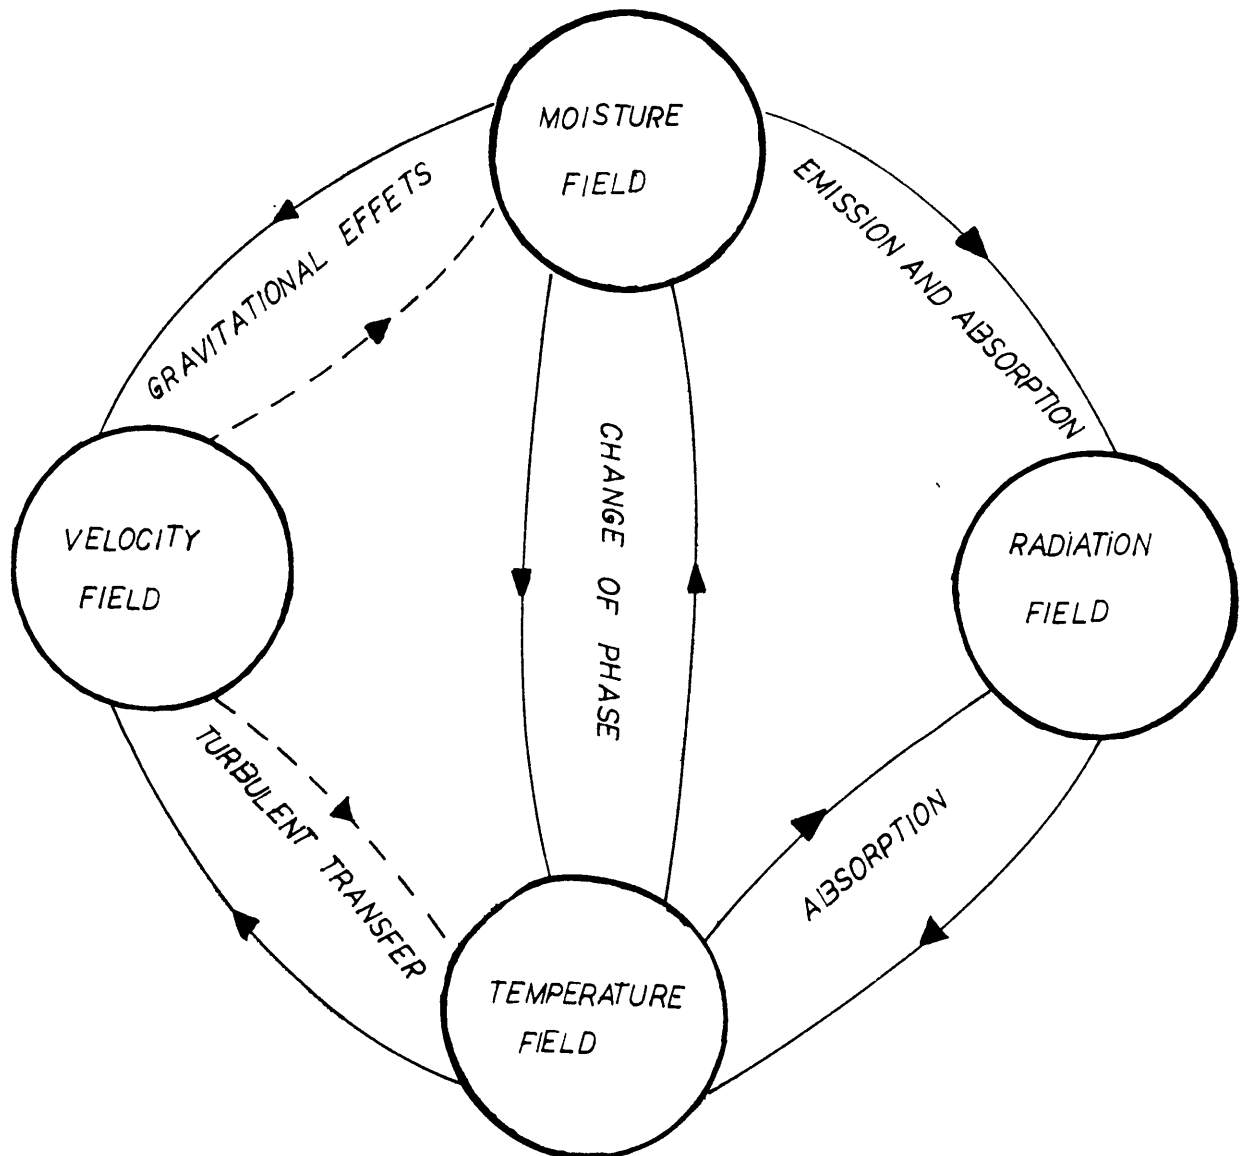 MOISTURE
FIELD
GRAVITATIONAL EFFETS
EMISSION AND ABSORPTION
CHANGE OF PHASE
VELOCITY
FIELD
RADIATION
FIELD
TURBULENT TRANSFER
ABSORPTION
TEMPERATURE
FIELD